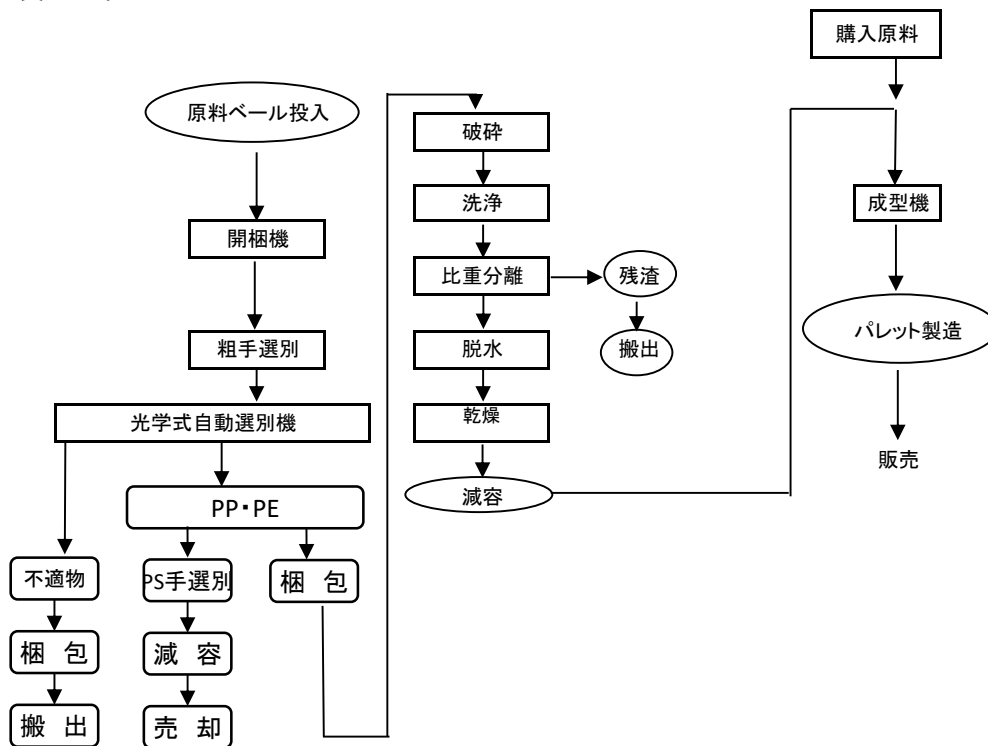 原料ベール投入
開梱機
粗手選別
光学式自動選別機
PP・PE
不適物
PS手選別
梱 包
梱 包
減 容
搬 出
売 却
破砕
洗浄
比重分離
残渣
搬出
脱水
乾燥
減容
購入原料
成型機
パレット製造
販売